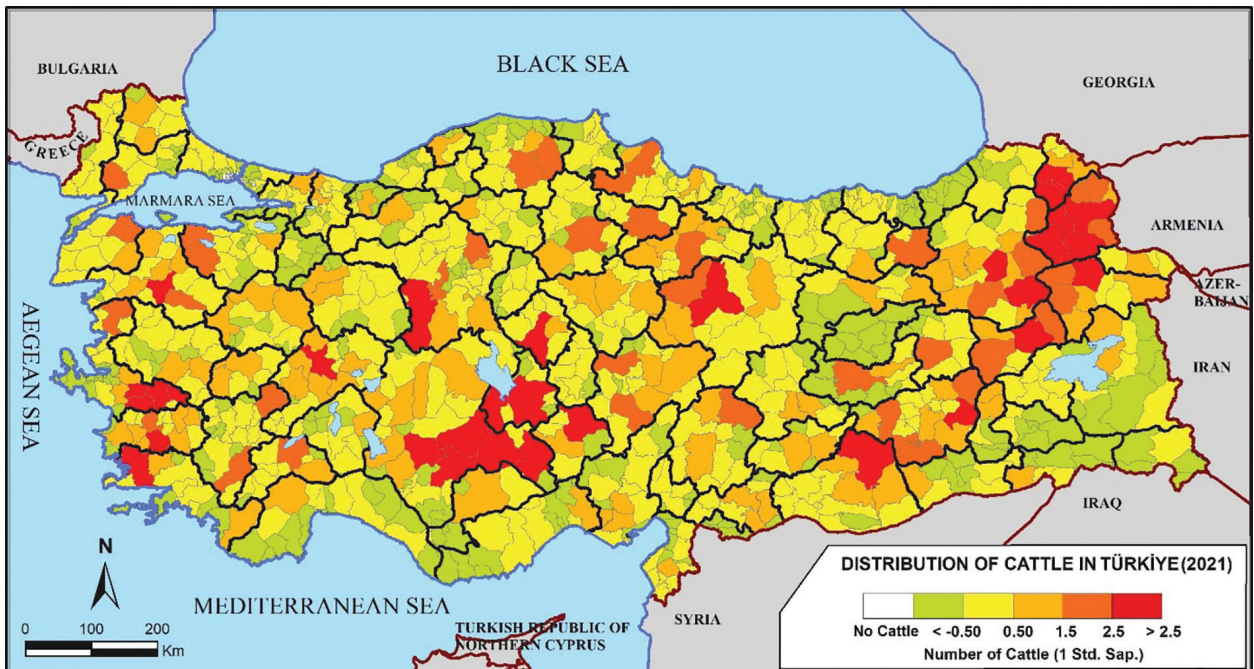 BLACK SEA
BULGARIA
GEORGIA
GREECE
MARMARA SEA
ARMENIA
AZER-
BAIJAN
AEGEAN SEA
IRAN
IRAQ
N
MEDITERRANEAN SEA
SYRIA
TURKISH REPUBLIC OF
NORTHERN CYPRUS
0 100 200
Km
DISTRIBUTION OF CATTLE IN TÜRKİYE(2021)
No Cattle < -0.50 0.50 1.5 2.5 > 2.5
Number of Cattle (1 Std. Sap.)